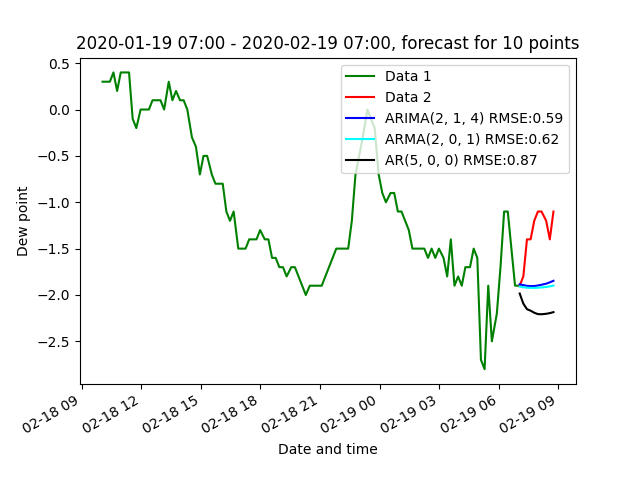 2020-01-19 07:00 - 2020-02-19 07:00, forecast for 10 points
Data 1
Data 2
ARIMA(2, 1, 4) RMSE:0.59
ARMA(2, 0, 1) RMSE:0.62
AR(5, 0, 0) RMSE:0.87
0.5
0.0
−0.5
−1.0
−1.5
−2.0
−2.5
Dew point
02-18 09
02-18 12
02-18 15
02-18 18
02-18 21
02-19 00
02-19 03
02-19 06
02-19 09
Date and time